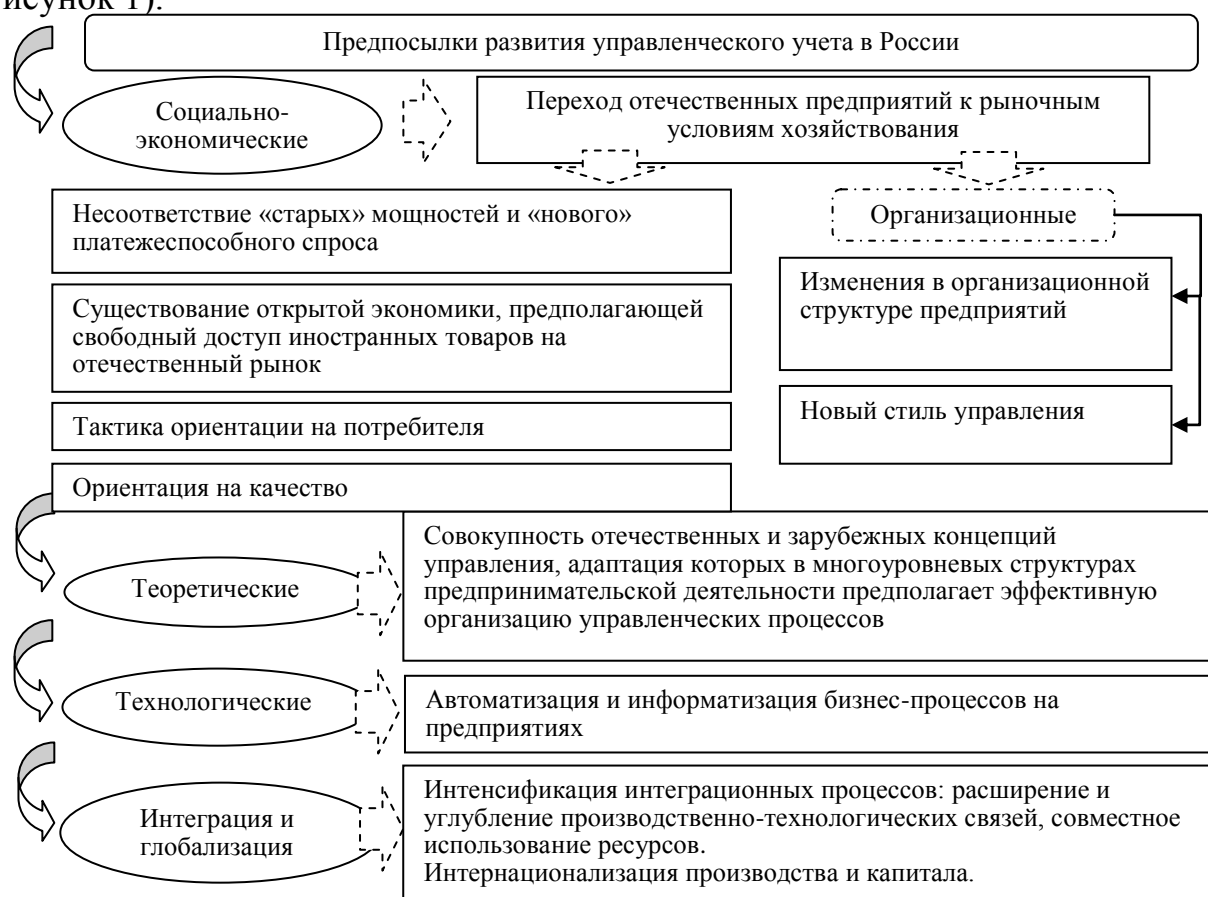 исунок 1).
Предпосылки развития управленческого учета в России
Социально-
экономические
Переход отечественных предприятий к рыночным
условиям хозяйствования
Несоответствие «старых» мощностей и «нового»
платежеспособного спроса
Организационные
Существование открытой экономики, предполагающей
свободный доступ иностранных товаров на
отечественный рынок
Изменения в организационной
структуре предприятий
Тактика ориентации на потребителя
Новый стиль управления
Ориентация на качество
Теоретические
Совокупность отечественных и зарубежных концепций
управления, адаптация которых в многоуровневых структурах
предпринимательской деятельности предполагает эффективную
организацию управленческих процессов
Технологические
Автоматизация и информатизация бизнес-процессов на
предприятиях
Интеграция и
глобализация
Интенсификация интеграционных процессов: расширение и
углубление производственно-технологических связей, совместное
использование ресурсов.
Интернационализация производства и капитала.